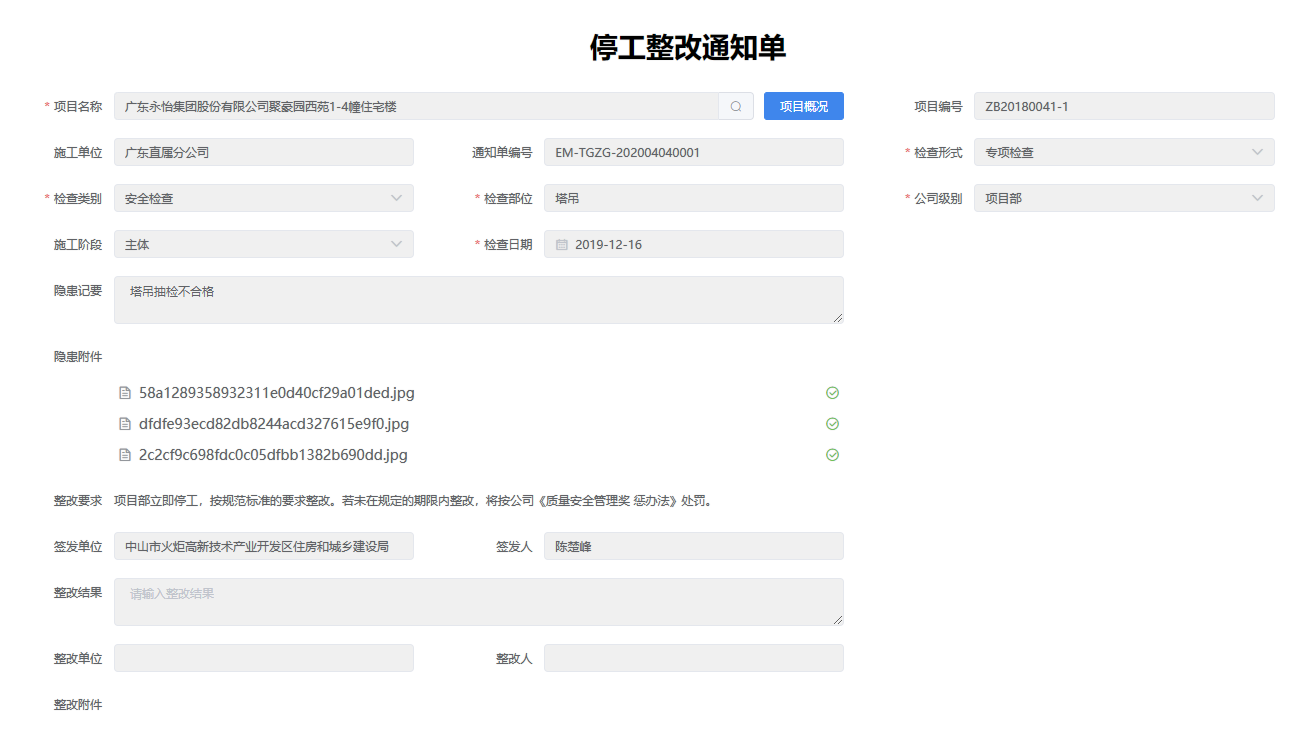 停工整改通知单
* 项目名称 广东永怡集团股份有限公司聚豪园西苑1-4幢住宅楼 项目概况 项目编号 ZB20180041-1
施工单位 广东直属分公司 通知单编号 EM-TGZG-202004040001 * 检查形式 专项检查
* 检查类别 安全检查 * 检查部位 塔吊 * 公司级别 项目部
施工阶段 主体 * 检查日期 2019-12-16
隐患记要 塔吊抽检不合格
隐患附件
58a1289358932311e0d40cf29a01ded.jpg
dfdfe93ecd82db8244acd327615e9f0.jpg
2c2cf9c698fdc0c05dfbb1382b690dd.jpg
整改要求 项目部立即停工，按规范标准的要求整改。若未在规定的期限内整改，将按公司《质量安全管理奖 惩办法》处罚。
签发单位 中山市火炬高新技术产业开发区住房和城乡建设局 签发人 陈楚峰
整改结果 请输入整改结果
整改单位 整改人
整改附件